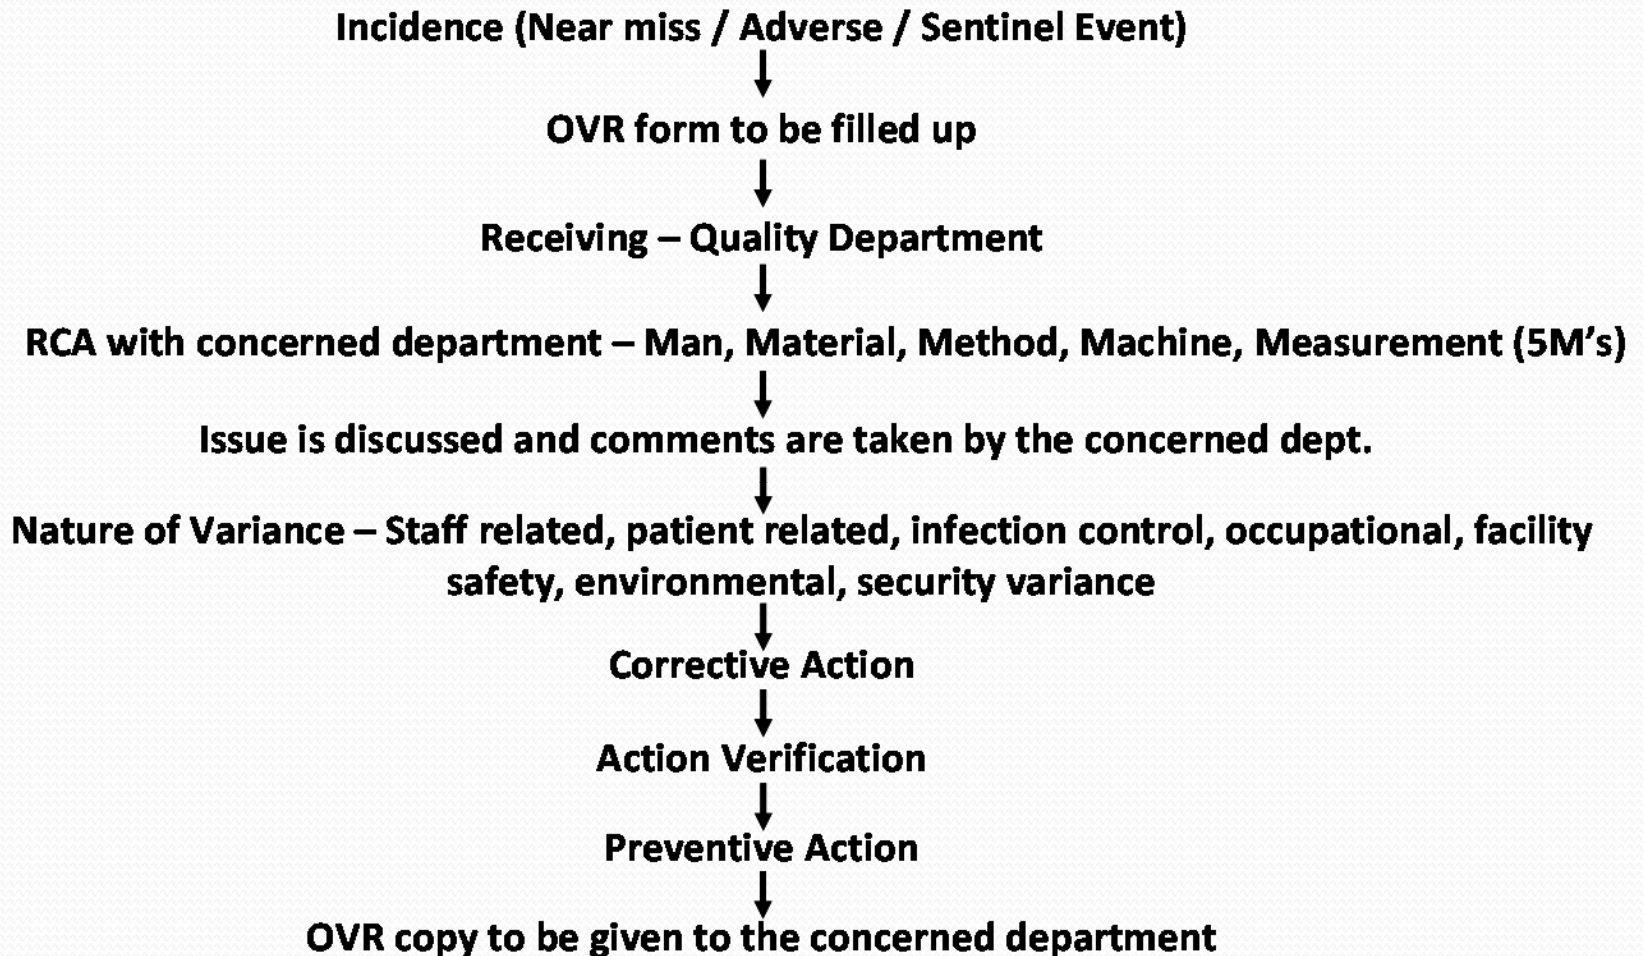 Incidence (Near miss / Adverse / Sentinel Event)
OVR form to be filled up
Receiving – Quality Department
RCA with concerned department – Man, Material, Method, Machine, Measurement (5M’s)
Issue is discussed and comments are taken by the concerned dept.
Nature of Variance – Staff related, patient related, infection control, occupational, facility
safety, environmental, security variance
Corrective Action
Action Verification
Preventive Action
OVR copy to be given to the concerned department